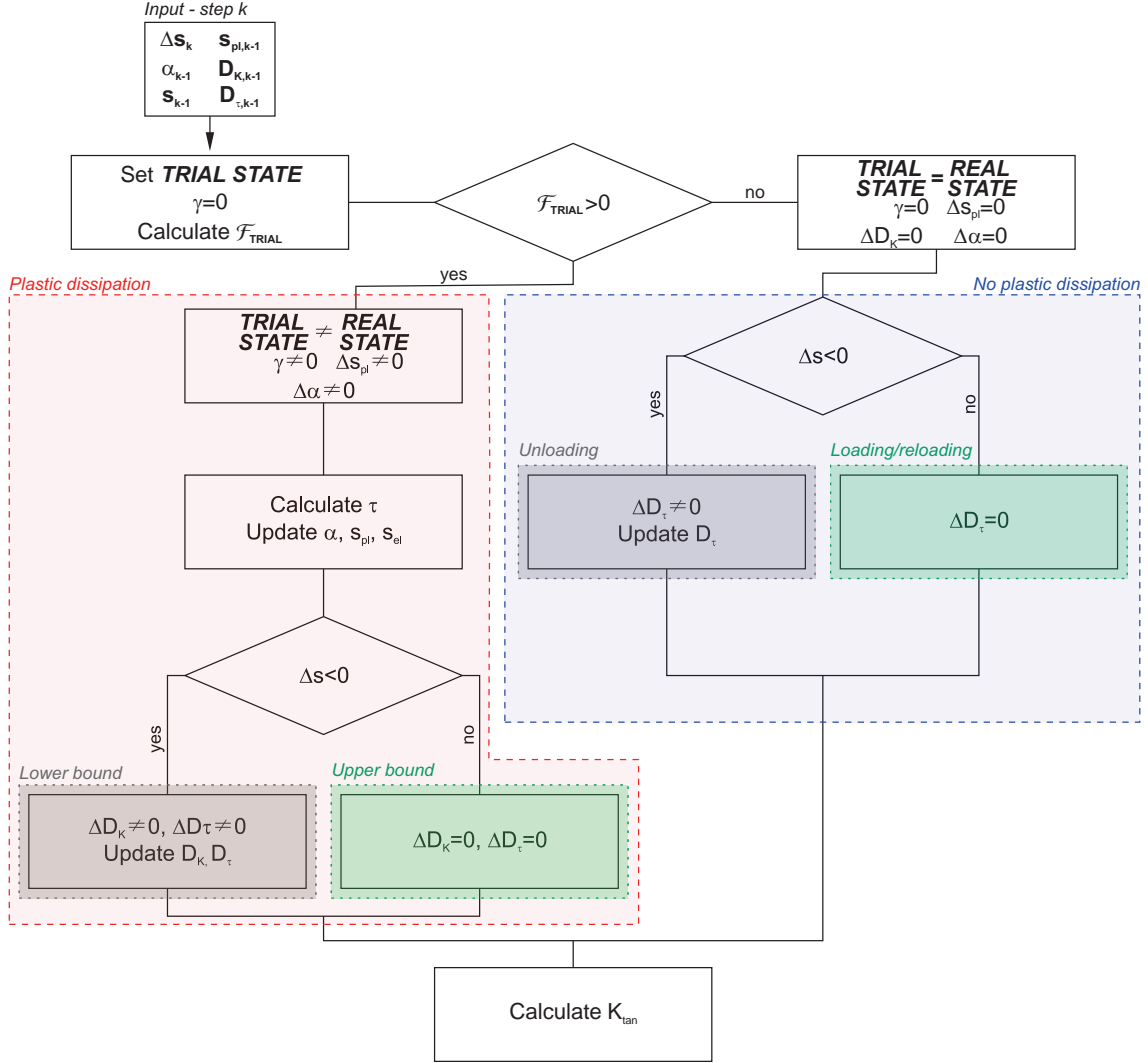 Input - step k
Δs_k s_pl,k-1
α_k-1 D_K,k-1
s_k-1 D_τ,k-1
Set TRIAL STATE
γ=0
Calculate ℱ_TRIAL
ℱ_TRIAL>0
no
TRIAL STATE = REAL STATE
γ=0 Δs_pl=0
ΔD_K=0 Δα=0
yes
Plastic dissipation
TRIAL STATE ≠ REAL STATE
γ≠0 Δs_pl≠0
Δα≠0
Calculate τ
Update α, s_pl, s_el
Δs<0
yes
no
Lower bound
ΔD_K≠0, ΔDτ≠0
Update D_K, D_τ
Upper bound
ΔD_K=0, ΔD_τ=0
No plastic dissipation
Δs<0
yes
no
Unloading
ΔD_τ≠0
Update D_τ
Loading/reloading
ΔD_τ=0
Calculate K_tan